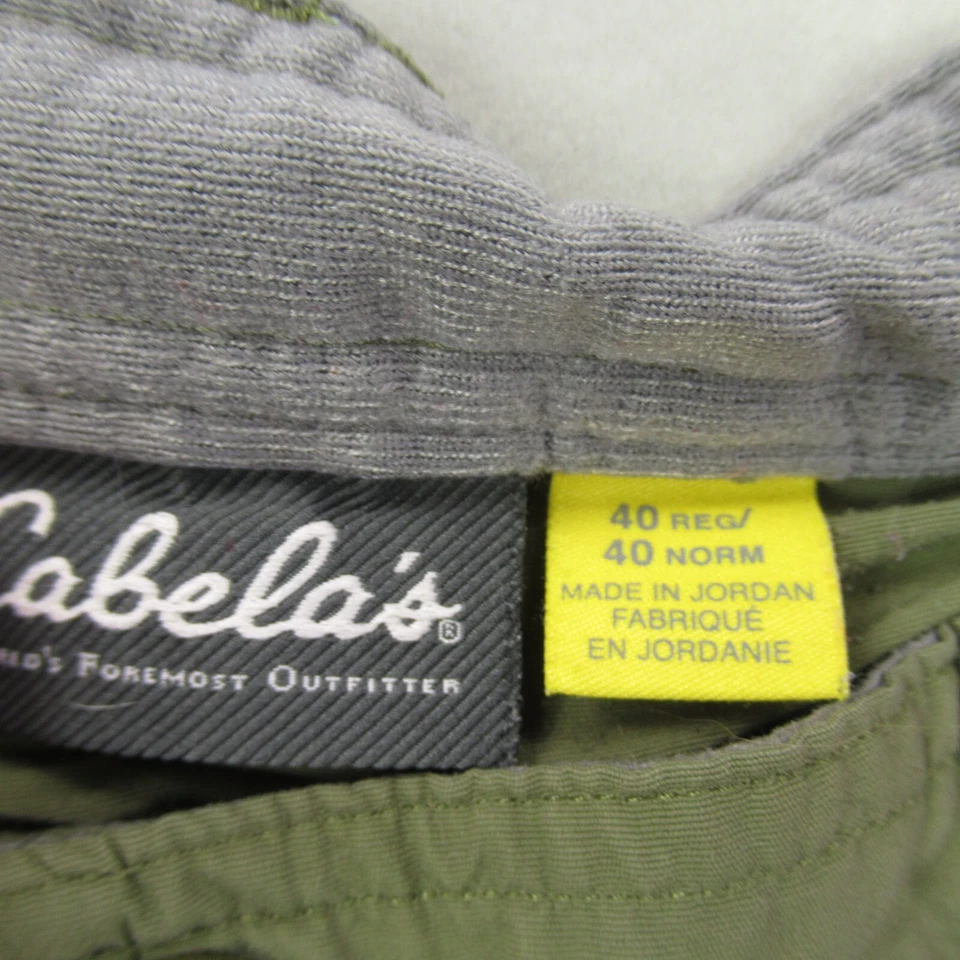 Cabela's®
FOREMOST OUTFITTER
40 REG/
40 NORM
MADE IN JORDAN
FABRIQUÉ
EN JORDANIE